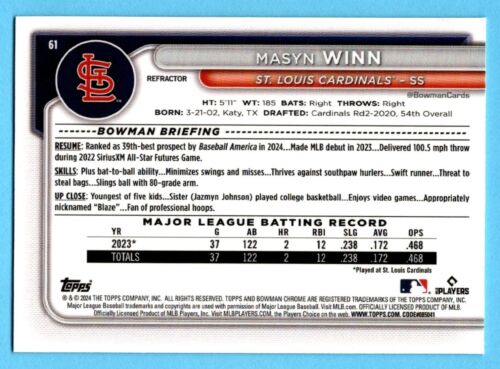 61
STL
REFRACTOR
MASYN WINN
ST. LOUIS CARDINALS® – SS
@BowmanCards
HT: 5'11" WT: 185 BATS: Right THROWS: Right
BORN: 3-21-02, Katy, TX DRAFTED: Cardinals Rd2-2020, 54th Overall
BOWMAN BRIEFING
RESUME: Ranked as 39th-best prospect by Baseball America in 2024...Made MLB debut in 2023...Delivered 100.5 mph throw
during 2022 SiriusXM All-Star Futures Game.
SKILLS: Plus bat-to-ball ability...Minimizes swings and misses...Thrives against southpaw hurlers...Swift runner...Threat to
steal bags...Slings ball with 80-grade arm.
UP CLOSE: Youngest of five kids...Sister (Jazmyn Johnson) played college basketball...Enjoys video games...Appropriately
nicknamed "Blaze"...Fan of professional hoops.
MAJOR LEAGUE BATTING RECORD
YR G AB HR RBI SLG AVG OPS
2023* 37 122 2 12 .238 .172 .468
TOTALS 37 122 2 12 .238 .172 .468
*Played at St. Louis Cardinals
Topps
PLAYERS
® & © 2024 THE TOPPS COMPANY, INC. ALL RIGHTS RESERVED. TOPPS AND BOWMAN CHROME ARE REGISTERED TRADEMARKS OF THE TOPPS COMPANY, INC.
Major League Baseball trademarks and copyrights are used with permission of Major League Baseball. Visit MLB.com. OFFICIALLY LICENSED PRODUCT OF MLB.
Officially Licensed Product of MLB Players, Inc. Visit MLBPLAYERS.com, the Players Choice on the web. WWW.TOPPS.COM. CODE#085041